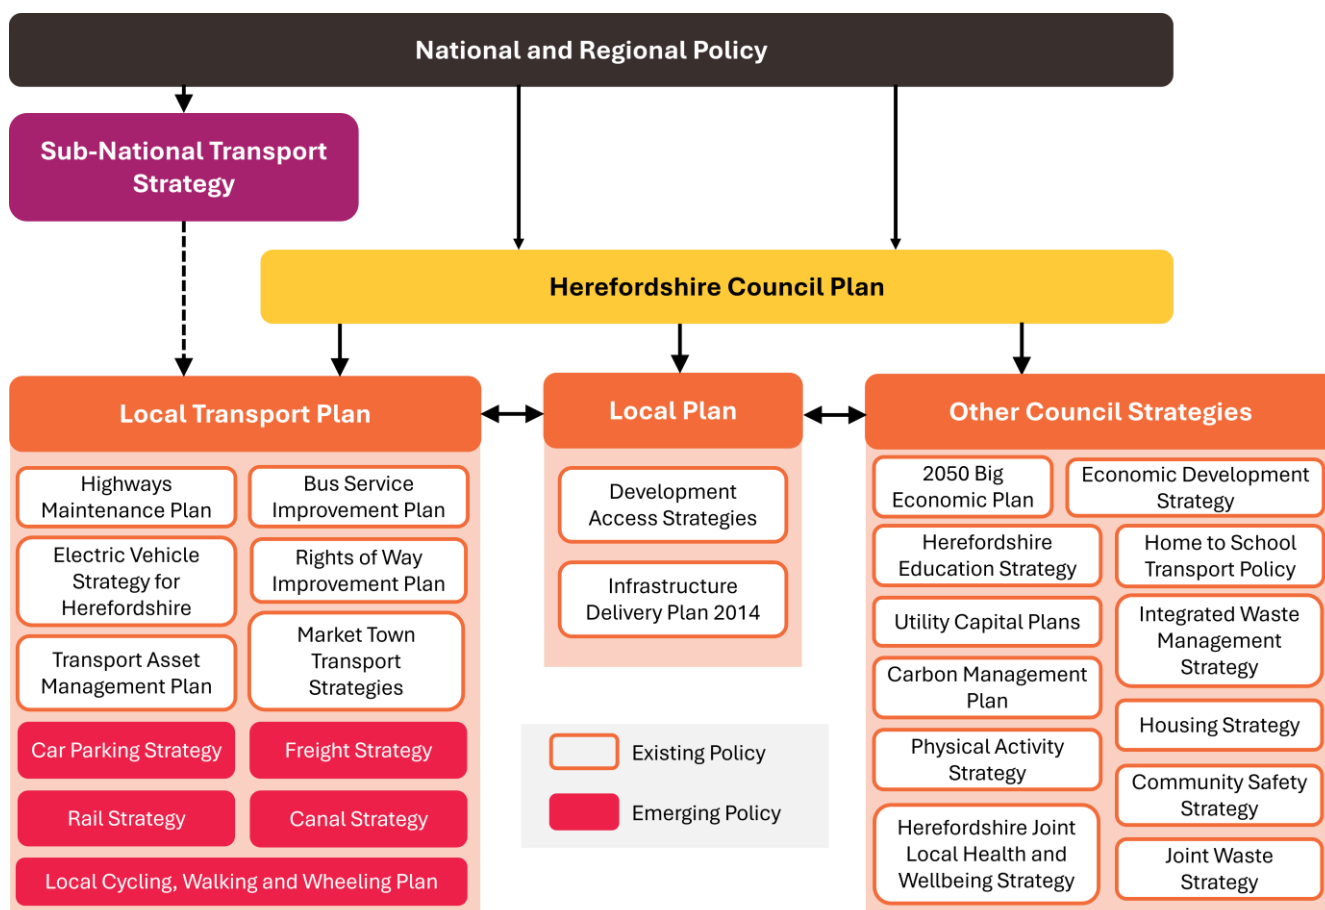 National and Regional Policy
Sub-National Transport
Strategy
Herefordshire Council Plan
Local Transport Plan
Highways
Maintenance Plan
Bus Service
Improvement Plan
Electric Vehicle
Strategy for
Herefordshire
Rights of Way
Improvement Plan
Transport Asset
Management Plan
Market Town
Transport
Strategies
Car Parking Strategy
Freight Strategy
Rail Strategy
Canal Strategy
Local Cycling, Walking and Wheeling Plan
Local Plan
Development
Access Strategies
Infrastructure
Delivery Plan 2014
Existing Policy
Emerging Policy
Other Council Strategies
2050 Big
Economic Plan
Economic Development
Strategy
Herefordshire
Education Strategy
Home to School
Transport Policy
Utility Capital Plans
Integrated Waste
Management
Strategy
Carbon Management
Plan
Housing Strategy
Physical Activity
Strategy
Community Safety
Strategy
Herefordshire Joint
Local Health and
Wellbeing Strategy
Joint Waste
Strategy